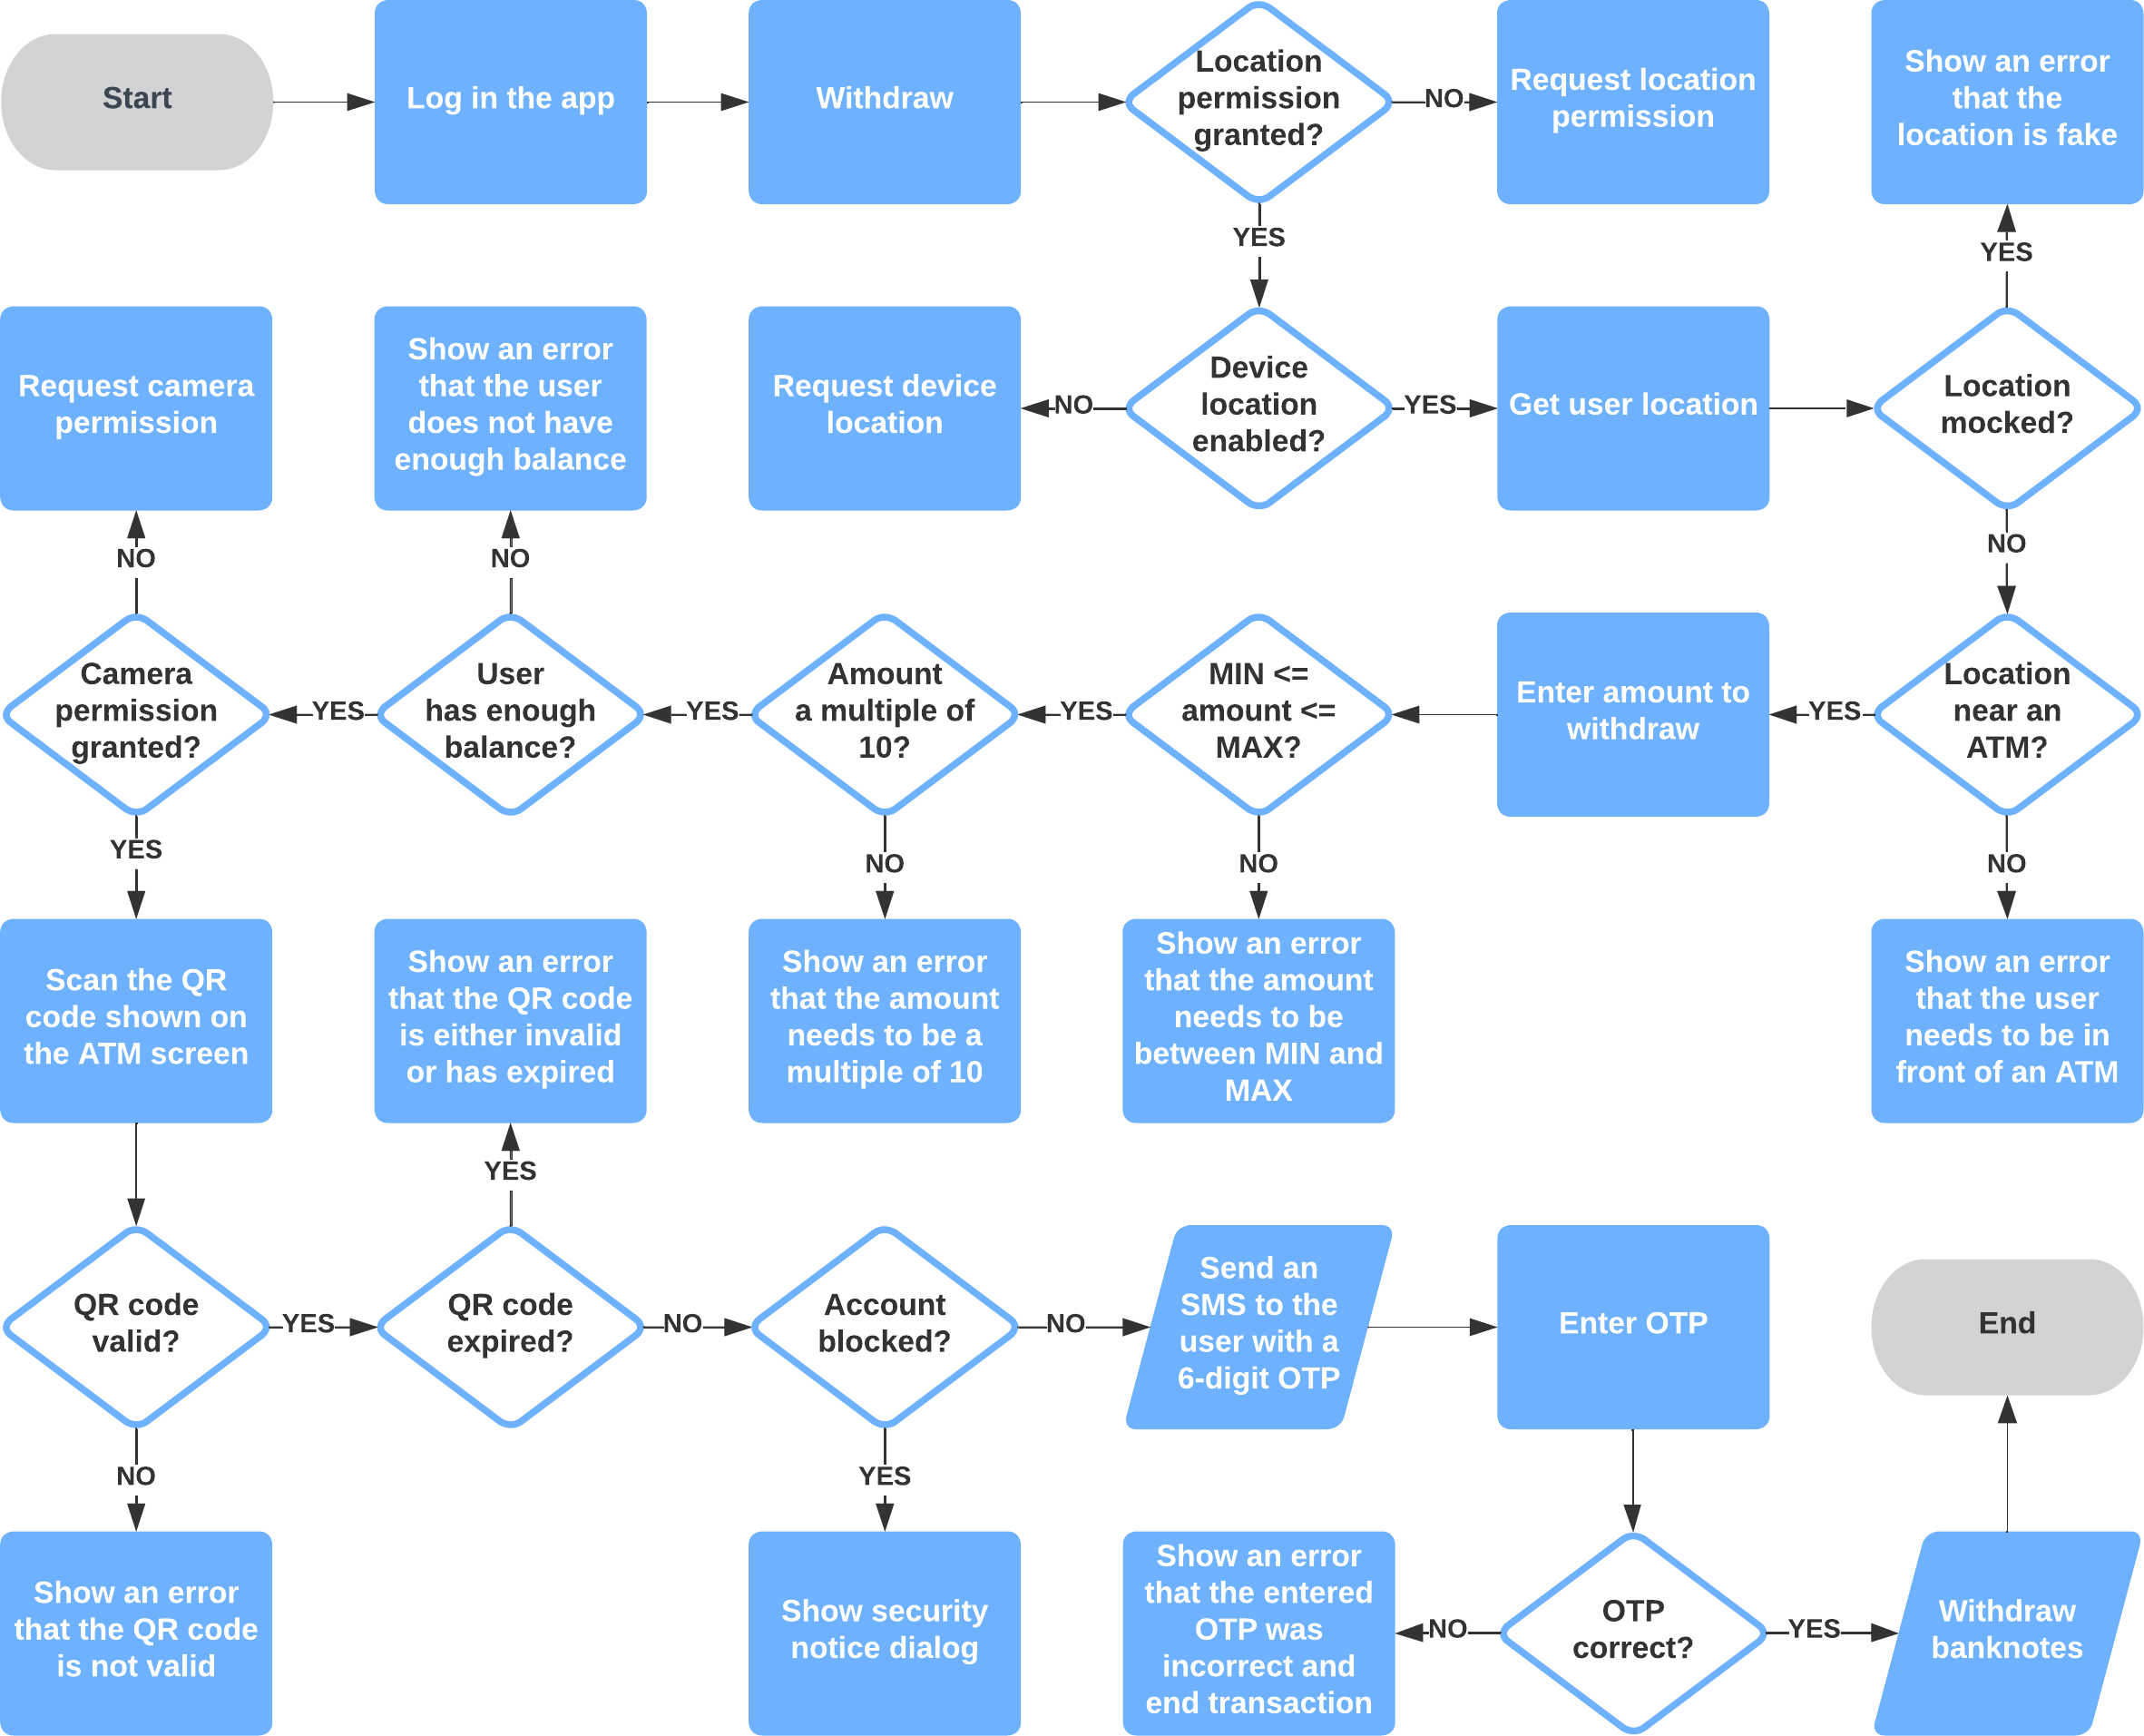 Start
Log in the app
Withdraw
Location
permission
granted?
NO
Request location
permission
Show an error
that the
location is fake
YES
YES
Request camera
permission
Show an error
that the user
does not have
enough balance
Request device
location
NO
Device
location
enabled?
YES
Get user location
Location
mocked?
NO
NO
NO
Camera
permission
granted?
YES
User
has enough
balance?
YES
Amount
a multiple of
10?
YES
MIN <=
amount <=
MAX?
Enter amount to
withdraw
YES
Location
near an
ATM?
YES
NO
NO
NO
Scan the QR
code shown on
the ATM screen
Show an error
that the QR code
is either invalid
or has expired
Show an error
that the amount
needs to be a
multiple of 10
Show an error
that the amount
needs to be
between MIN and
MAX
Show an error
that the user
needs to be in
front of an ATM
YES
QR code
valid?
YES
QR code
expired?
NO
Account
blocked?
NO
Send an
SMS to the
user with a
6-digit OTP
Enter OTP
End
NO
YES
Show an error
that the QR code
is not valid
Show security
notice dialog
Show an error
that the entered
OTP was
incorrect and
end transaction
NO
OTP
correct?
YES
Withdraw
banknotes